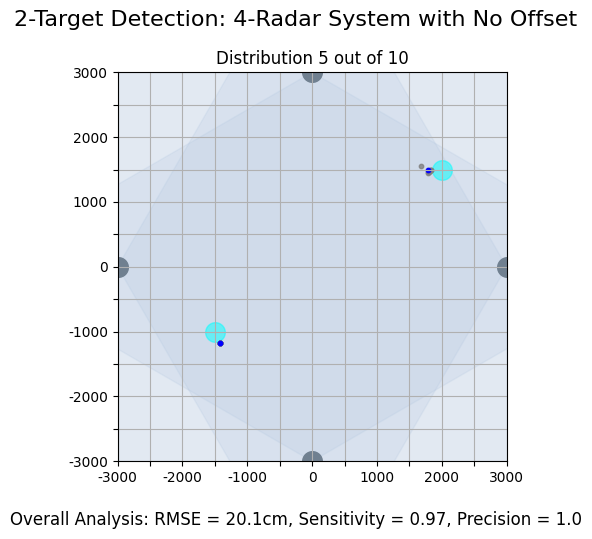 2-Target Detection: 4-Radar System with No Offset
Distribution 5 out of 10
3000
2000
1000
0
-1000
-2000
-3000
-3000 -2000 -1000 0 1000 2000 3000
Overall Analysis: RMSE = 20.1cm, Sensitivity = 0.97, Precision = 1.0